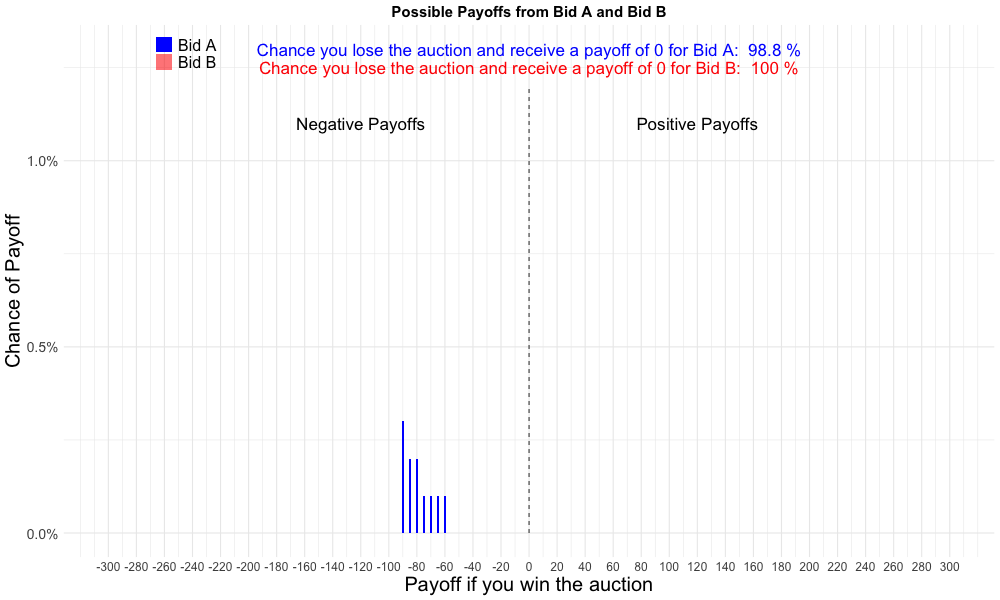 Possible Payoffs from Bid A and Bid B
Bid A
Bid B
Chance you lose the auction and receive a payoff of 0 for Bid A:  98.8 %
Chance you lose the auction and receive a payoff of 0 for Bid B:  100 %
Negative Payoffs
Positive Payoffs
Chance of Payoff
1.0%
0.5%
0.0%
-300 -280 -260 -240 -220 -200 -180 -160 -140 -120 -100 -80 -60 -40 -20 0 20 40 60 80 100 120 140 160 180 200 220 240 260 280 300
Payoff if you win the auction